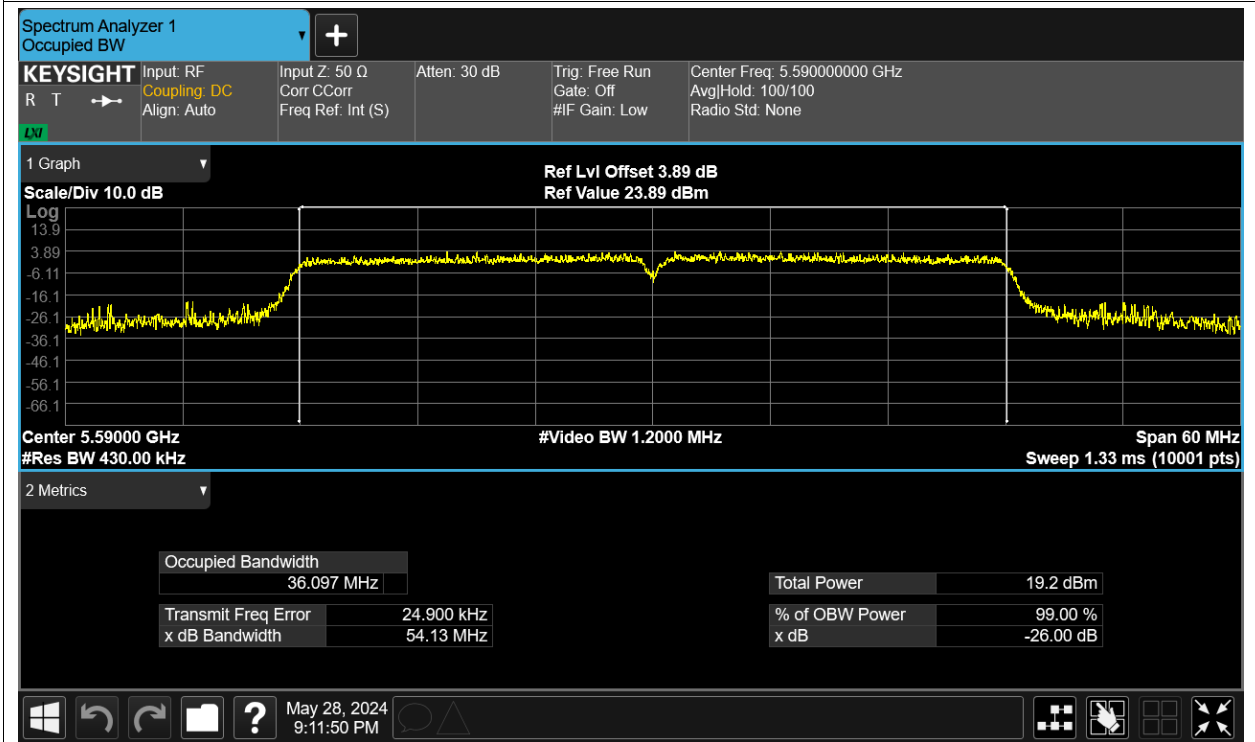 Spectrum Analyzer 1
Occupied BW
KEYSIGHT
R T
LXI
Input: RF
Coupling: DC
Align: Auto
Input Z: 50 Ω
Corr CCorr
Freq Ref: Int (S)
Atten: 30 dB
Trig: Free Run
Gate: Off
#IF Gain: Low
Center Freq: 5.590000000 GHz
Avg|Hold: 100/100
Radio Std: None
1 Graph
Scale/Div 10.0 dB
Ref Lvl Offset 3.89 dB
Ref Value 23.89 dBm
Log
13.9
3.89
-6.11
-16.1
-26.1
-36.1
-46.1
-56.1
-66.1
Center 5.59000 GHz
#Res BW 430.00 kHz
#Video BW 1.2000 MHz
Span 60 MHz
Sweep 1.33 ms (10001 pts)
2 Metrics
Occupied Bandwidth
36.097 MHz
Transmit Freq Error 24.900 kHz
x dB Bandwidth 54.13 MHz
Total Power 19.2 dBm
% of OBW Power 99.00 %
x dB -26.00 dB
?
May 28, 2024
9:11:50 PM